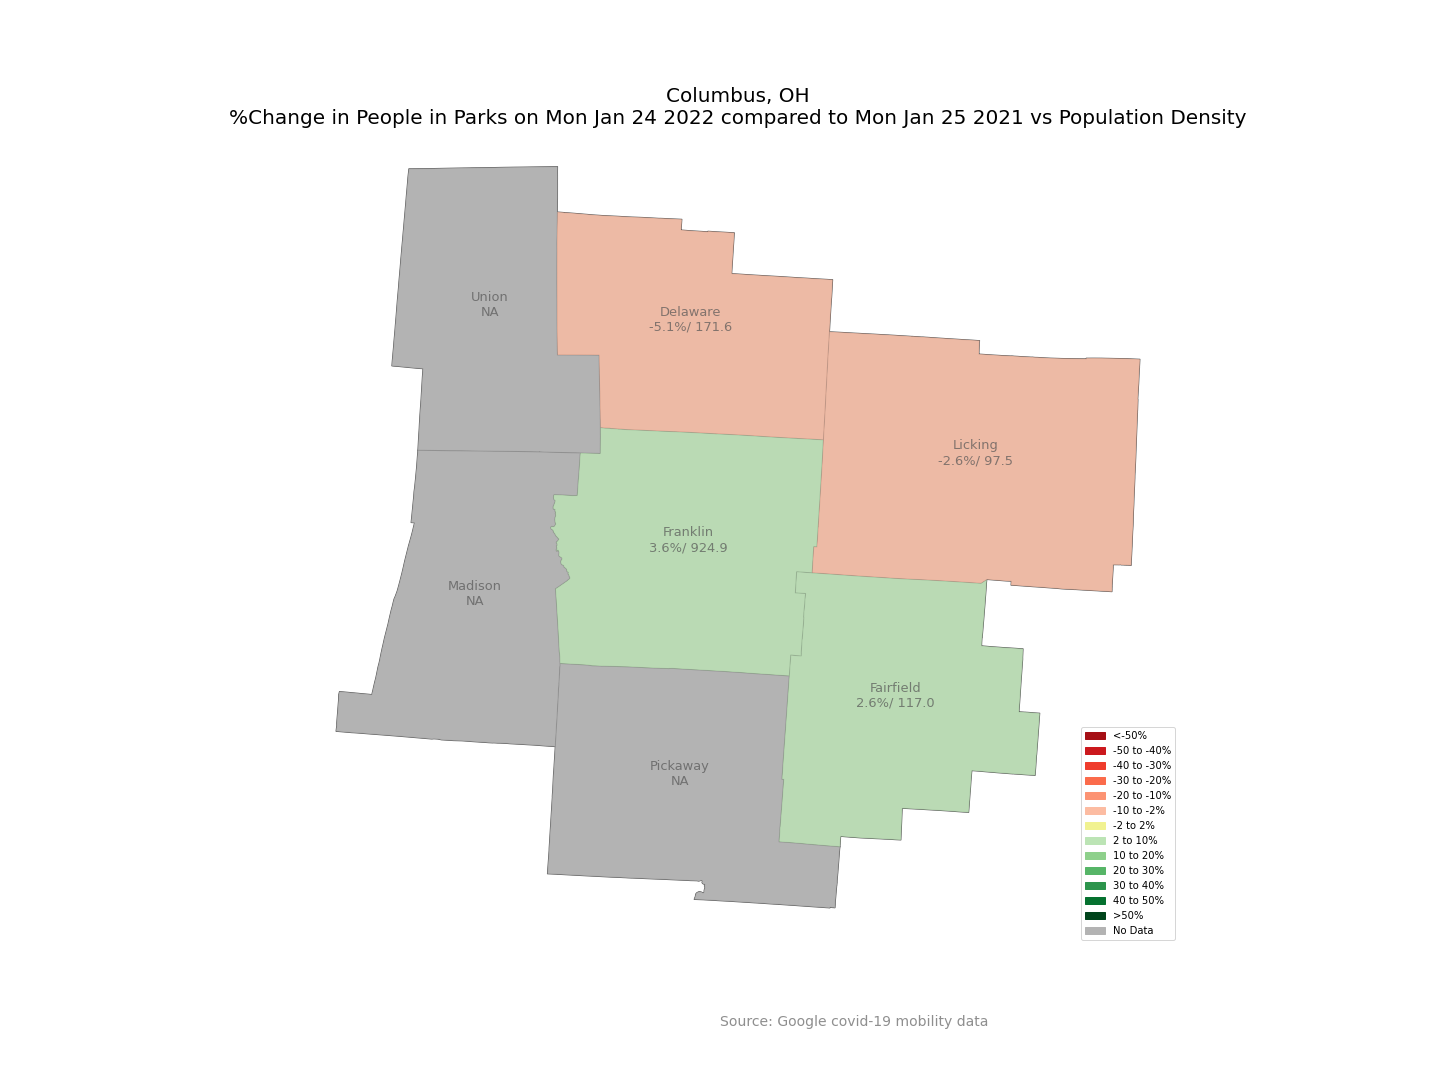 Columbus, OH
%Change in People in Parks on Mon Jan 24 2022 compared to Mon Jan 25 2021 vs Population Density
Union
NA
Delaware
-5.1%/ 171.6
Licking
-2.6%/ 97.5
Franklin
3.6%/ 924.9
Madison
NA
Fairfield
2.6%/ 117.0
Pickaway
NA
<-50%
-50 to -40%
-40 to -30%
-30 to -20%
-20 to -10%
-10 to -2%
-2 to 2%
2 to 10%
10 to 20%
20 to 30%
30 to 40%
40 to 50%
>50%
No Data
Source: Google covid-19 mobility data